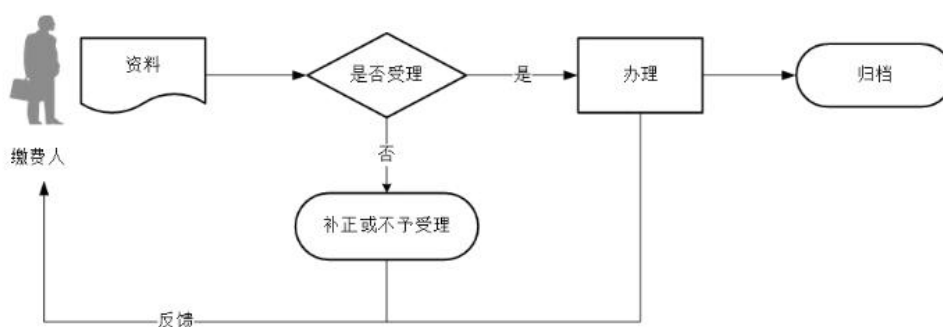 资料
是否受理
是
办理
归档
缴费人
否
补正或不予受理
反馈